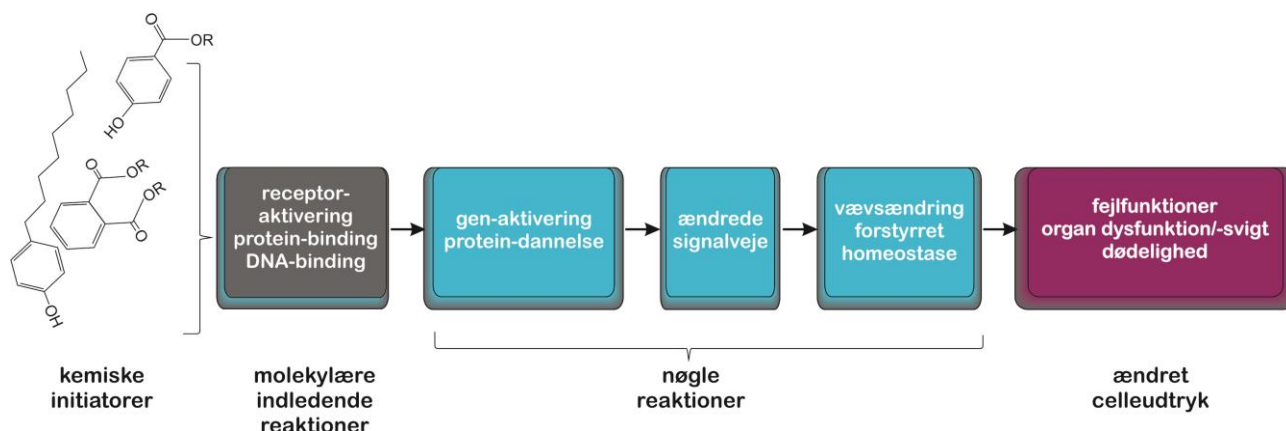 O
OR
HO
O
OR
OR
O
OH
receptor-
aktivering
protein-binding
DNA-binding
gen-aktivering
protein-dannelse
ændrede
signalveje
vævsændring
forstyrret
homeostase
fejlfunktioner
organ dysfunktion/-svigt
dødelighed
kemiske
initiatorer
molekylære
indledende
reaktioner
nøgle
reaktioner
ændret
celleudtryk